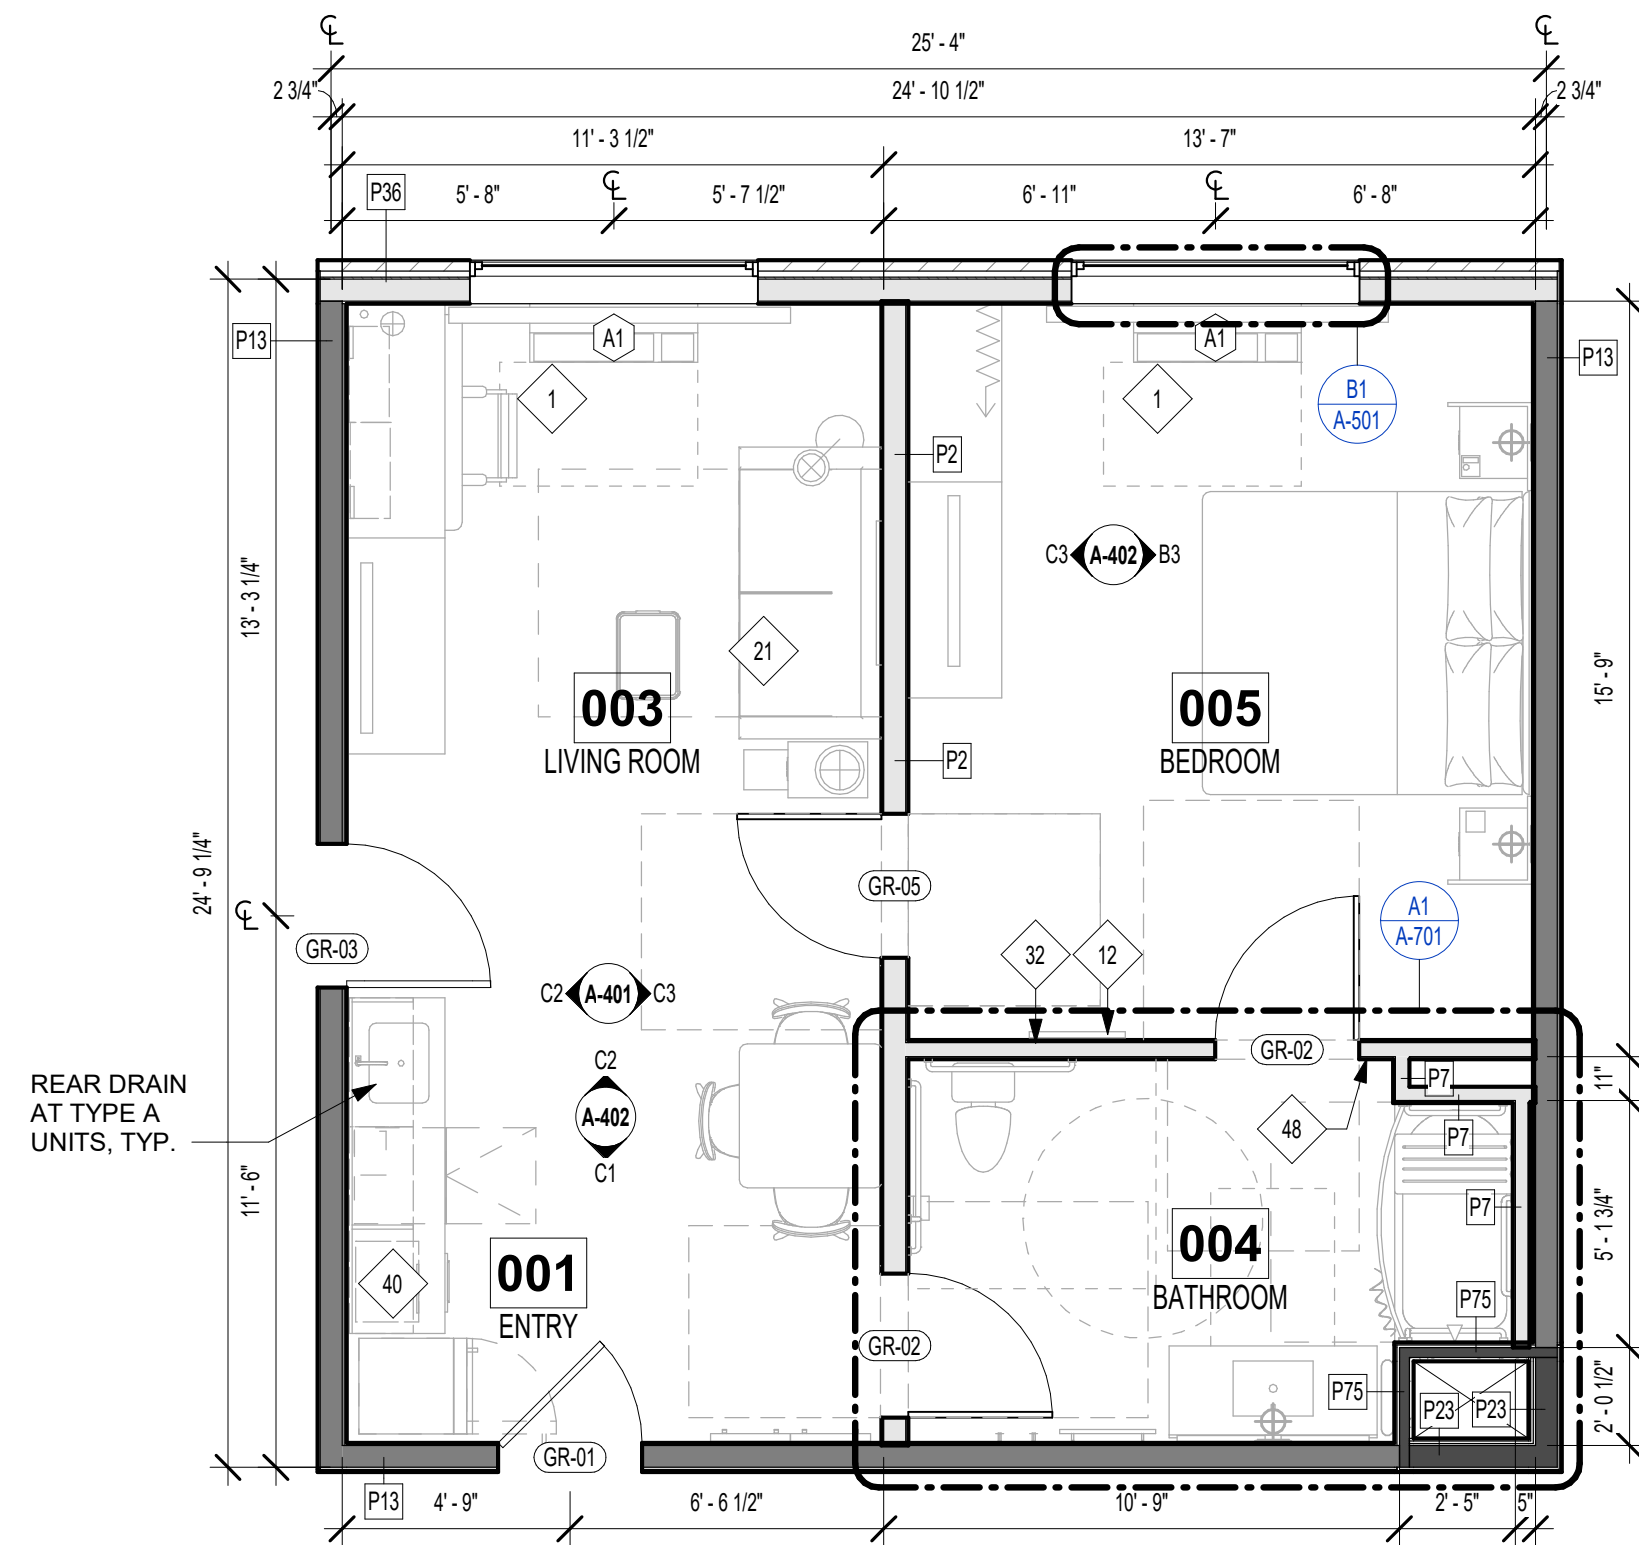 ℄
℄
25' - 4"
2 3/4"
24' - 10 1/2"
2 3/4"
11' - 3 1/2"
13' - 7"
P36
5' - 8"
℄
5' - 7 1/2"
6' - 11"
℄
6' - 8"
P13
A1
A1
P13
1
1
B1
A-501
P2
C3
A-402
B3
13' - 3 1/4"
21
15' - 9"
003
LIVING ROOM
005
BEDROOM
P2
24' - 9 1/4"
GR-05
℄
GR-03
A1
A-701
32
12
C2
A-401
C3
GR-02
C2
A-402
C1
REAR DRAIN
AT TYPE A
UNITS, TYP.
P7
11"
48
P7
11' - 6"
P7
5' - 1 3/4"
004
BATHROOM
001
ENTRY
40
P75
GR-02
P75
P23
P23
2' - 0 1/2"
GR-01
P13
4' - 9"
6' - 6 1/2"
10' - 9"
2' - 5"
5"